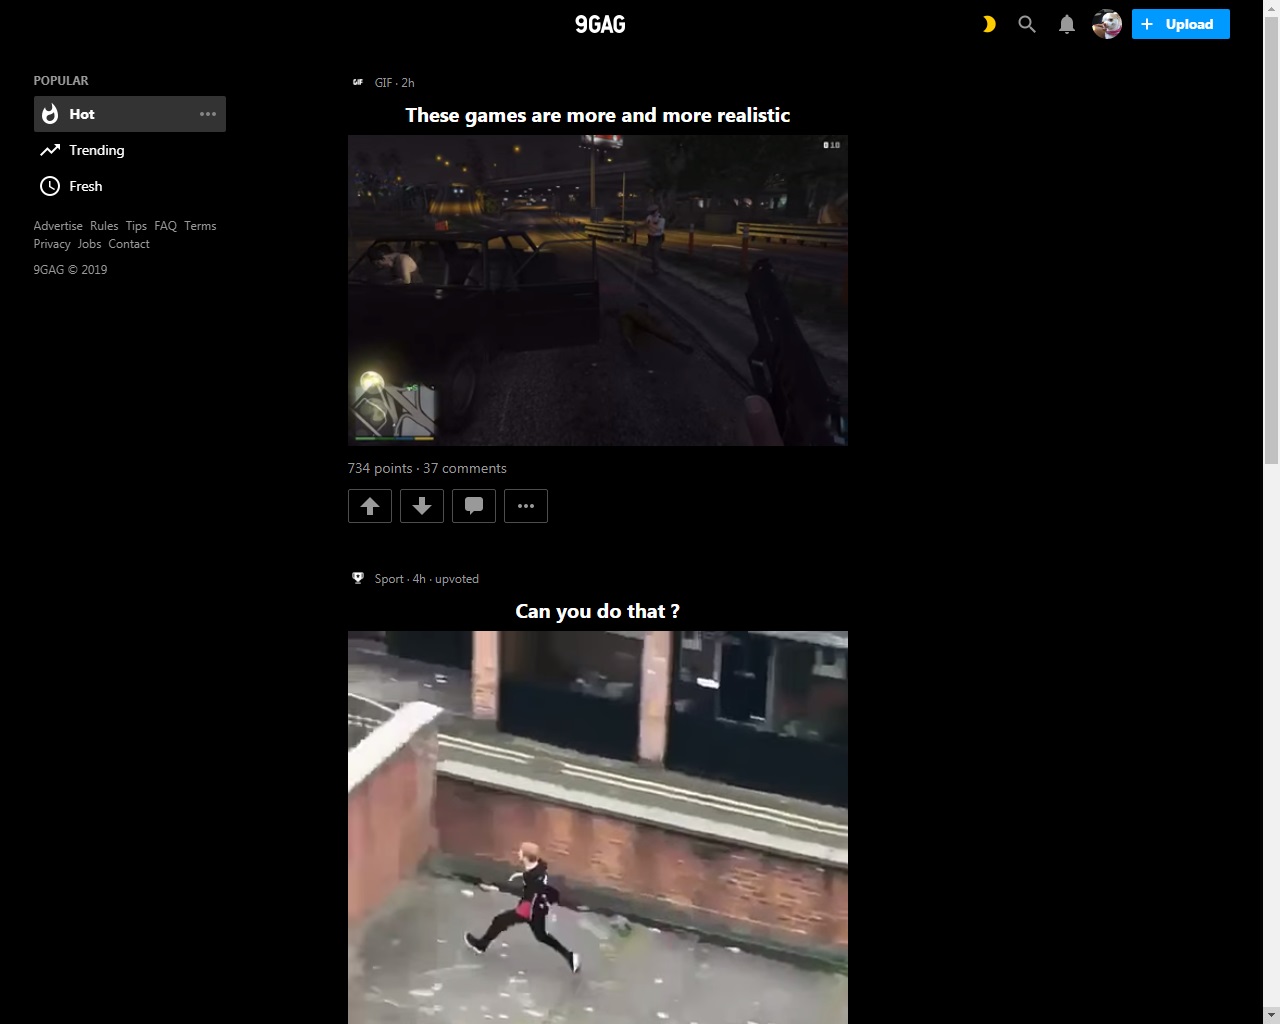 9GAG
Upload
POPULAR
Hot
Trending
Fresh
Advertise Rules Tips FAQ Terms
Privacy Jobs Contact
9GAG © 2019
GIF GIF · 2h
These games are more and more realistic
734 points · 37 comments
Sport · 4h · upvoted
Can you do that ?